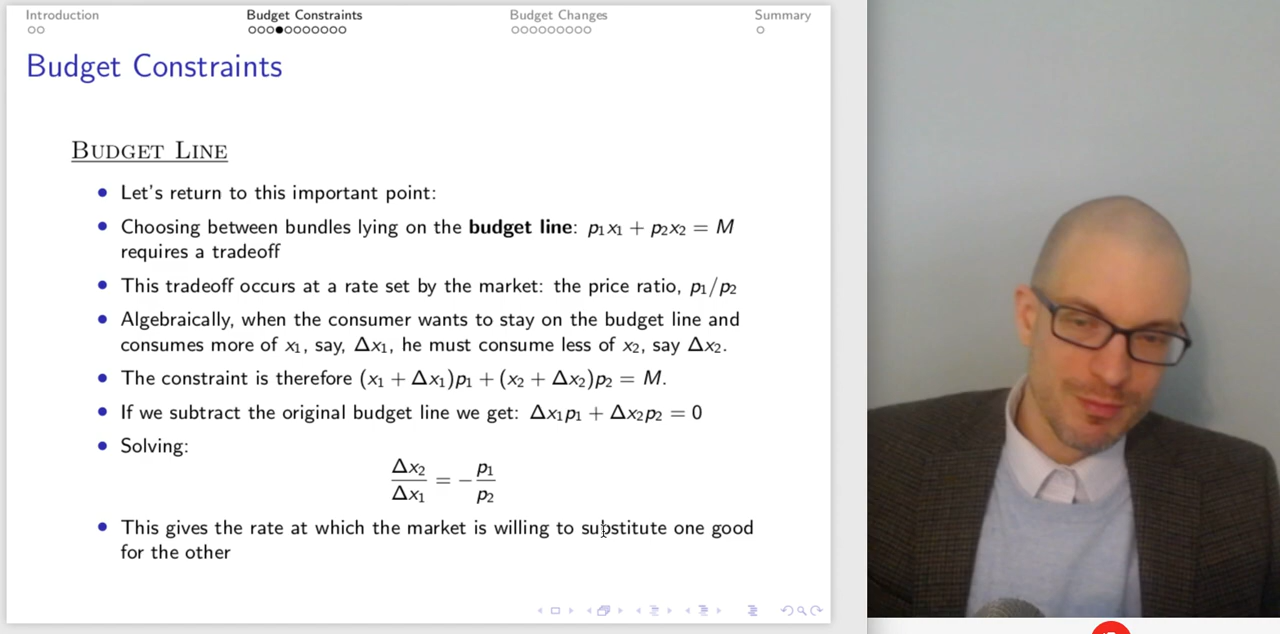 Introduction Budget Constraints Budget Changes Summary
Budget Constraints
BUDGET LINE
• Let's return to this important point:
• Choosing between bundles lying on the budget line: p₁x₁ + p₂x₂ = M
requires a tradeoff
• This tradeoff occurs at a rate set by the market: the price ratio, p₁/p₂
• Algebraically, when the consumer wants to stay on the budget line and
consumes more of x₁, say, Δx₁, he must consume less of x₂, say Δx₂.
• The constraint is therefore (x₁ + Δx₁)p₁ + (x₂ + Δx₂)p₂ = M.
• If we subtract the original budget line we get: Δx₁p₁ + Δx₂p₂ = 0
• Solving:
Δx₂/Δx₁ = −p₁/p₂
• This gives the rate at which the market is willing to substitute one good
for the other